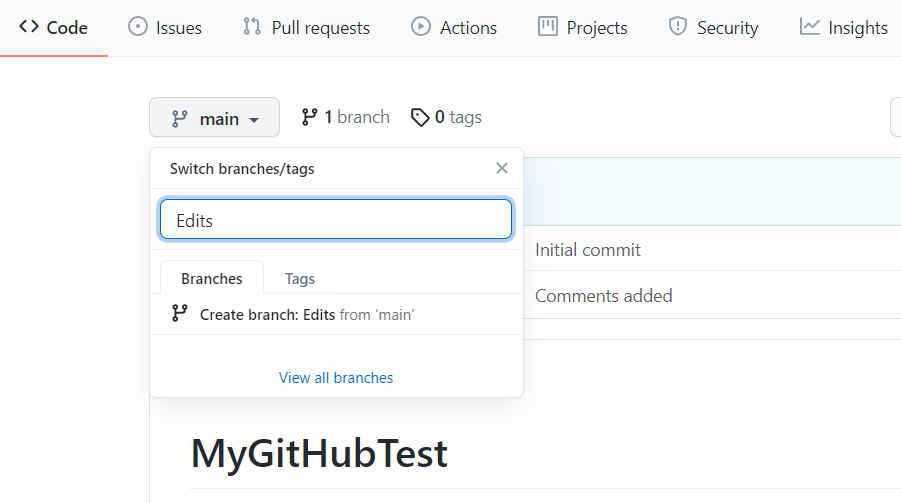 Code Issues Pull requests Actions Projects Security Insights
main 1 branch 0 tags
Switch branches/tags
Edits
Initial commit
Branches Tags
Comments added
Create branch: Edits from ‘main’
View all branches
MyGitHubTest